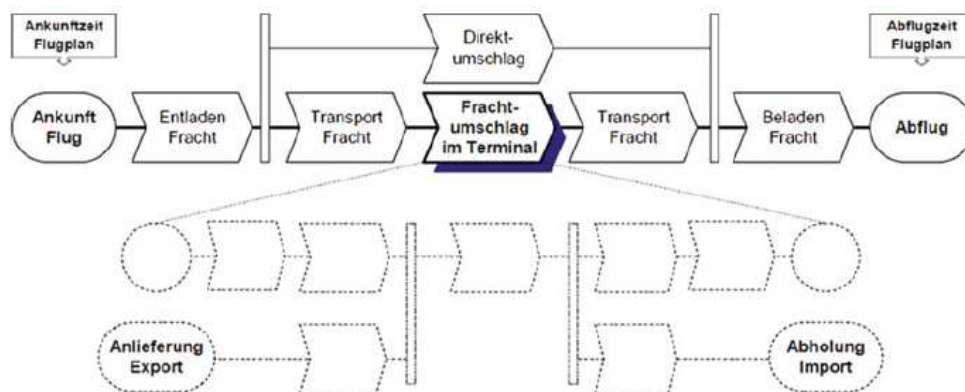 Ankunftzeit
Flugplan
Direkt-
umschlag
Abflugzeit
Flugplan
Ankunft
Flug
Entladen
Fracht
Transport
Fracht
Fracht-
umschlag
im Terminal
Transport
Fracht
Beladen
Fracht
Abflug
Anlieferung
Export
Abholung
Import